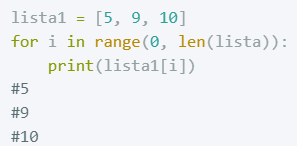 lista1 = [5, 9, 10]
for i in range(0, len(lista)):
    print(lista1[i])
#5
#9
#10